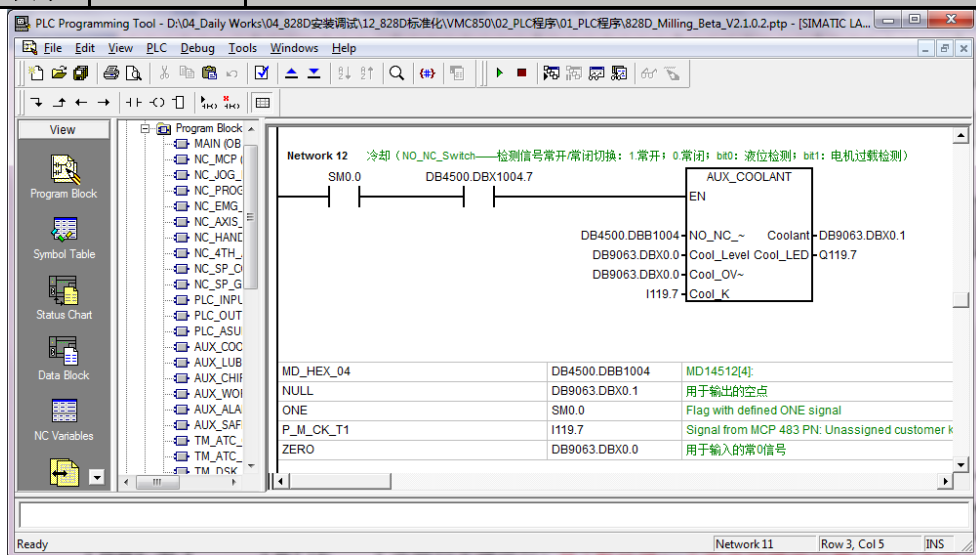 PLC Programming Tool - D:\04_Daily Works\04_828D安装调试\12_828D标准化\VMC850\02_PLC程序\01_PLC程序\828D_Milling_Beta_V2.1.0.2.ptp - [SIMATIC LA...
File Edit View PLC Debug Tools Windows Help
View
Program Block
Symbol Table
Status Chart
Data Block
NC Variables
Program Block
MAIN (OB
NC_MCP (
NC_JOG_
NC_PROG
NC_EMG_
NC_AXIS_
NC_HAND
NC_4TH_
NC_SP_C
NC_SP_G
PLC_INPU
PLC_OUT
PLC_ASU
AUX_COO
AUX_LUB
AUX_CHIF
AUX_WOI
AUX_ALA
AUX_SAF
TM_ATC_
TM_ATC_
TM_DSK
Network 12 冷却（NO_NC_Switch——检测信号常开/常闭切换：1.常开；0.常闭；bit0：液位检测；bit1：电机过载检测）
SM0.0 DB4500.DBX1004.7 AUX_COOLANT
EN
DB4500.DBB1004 NO_NC_~ Coolant DB9063.DBX0.1
DB9063.DBX0.0 Cool_Level Cool_LED Q119.7
DB9063.DBX0.0 Cool_OV~
I119.7 Cool_K
MD_HEX_04 DB4500.DBB1004 MD14512[4]:
NULL DB9063.DBX0.1 用于输出的空点
ONE SM0.0 Flag with defined ONE signal
P_M_CK_T1 I119.7 Signal from MCP 483 PN: Unassigned customer k
ZERO DB9063.DBX0.0 用于输入的常0信号
Ready Network 11 Row 3, Col 5 INS